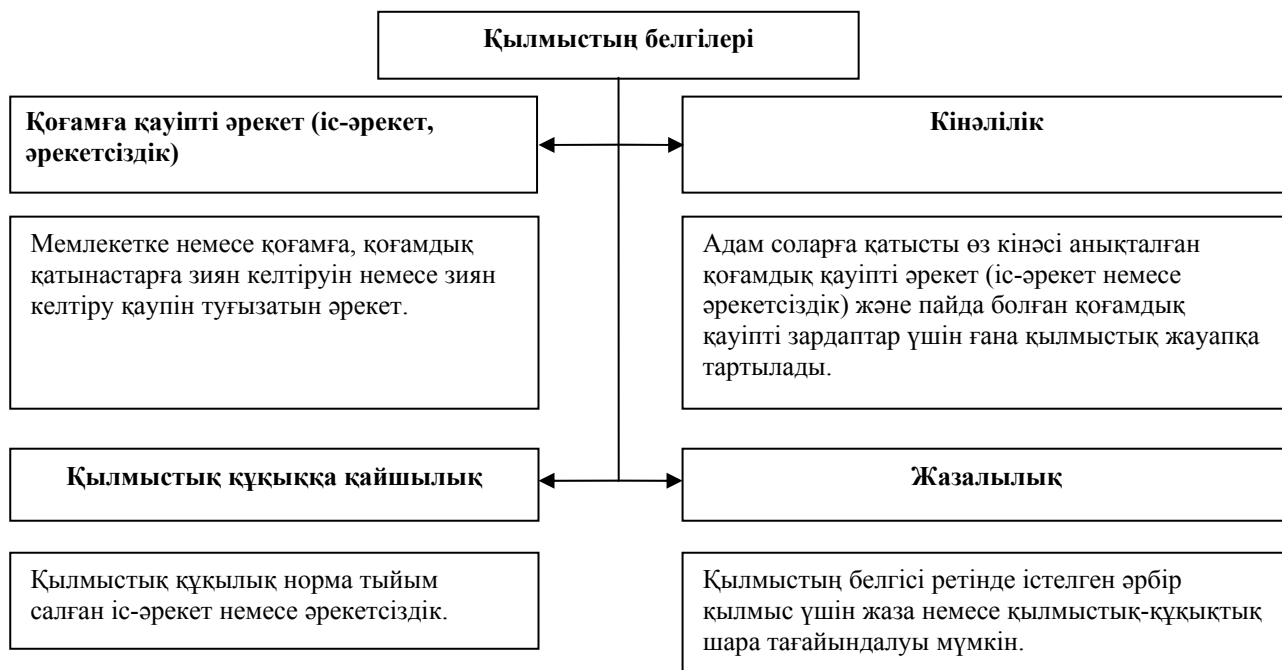 Қылмыстың белгілері
Қоғамға қауіпті әрекет (іс-әрекет,
әрекетсіздік)
Кінәлілік
Мемлекетке немесе қоғамға, қоғамдық
қатынастарға зиян келтіруін немесе зиян
келтіру қаупін туғызатын әрекет.
Адам соларға қатысты өз кінәсі анықталған
қоғамдық қауіпті әрекет (іс-әрекет немесе
әрекетсіздік) және пайда болған қоғамдық
қауіпті зардаптар үшін ғана қылмыстық жауапқа
тартылады.
Қылмыстық құқыққа қайшылық
Жазалылық
Қылмыстық құқылық норма тыйым
салған іс-әрекет немесе әрекетсіздік.
Қылмыстың белгісі ретінде істелген әрбір
қылмыс үшін жаза немесе қылмыстық-құқықтық
шара тағайындалуы мүмкін.